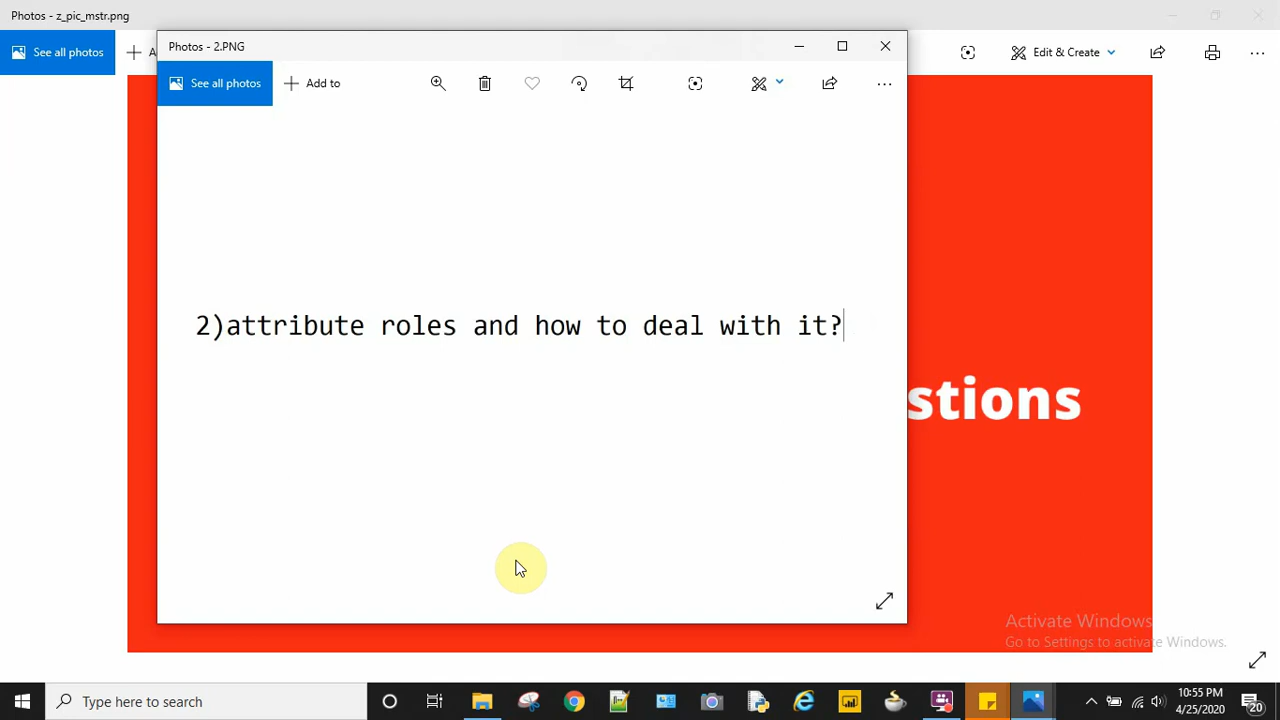 Photos - z_pic_mstr.png
Photos - 2.PNG
See all photos
A
Edit & Create
See all photos
Add to
2)attribute roles and how to deal with it?
stions
Activate Windows
Go to Settings to activate Windows.
Type here to search
10:55 PM
4/25/2020
20